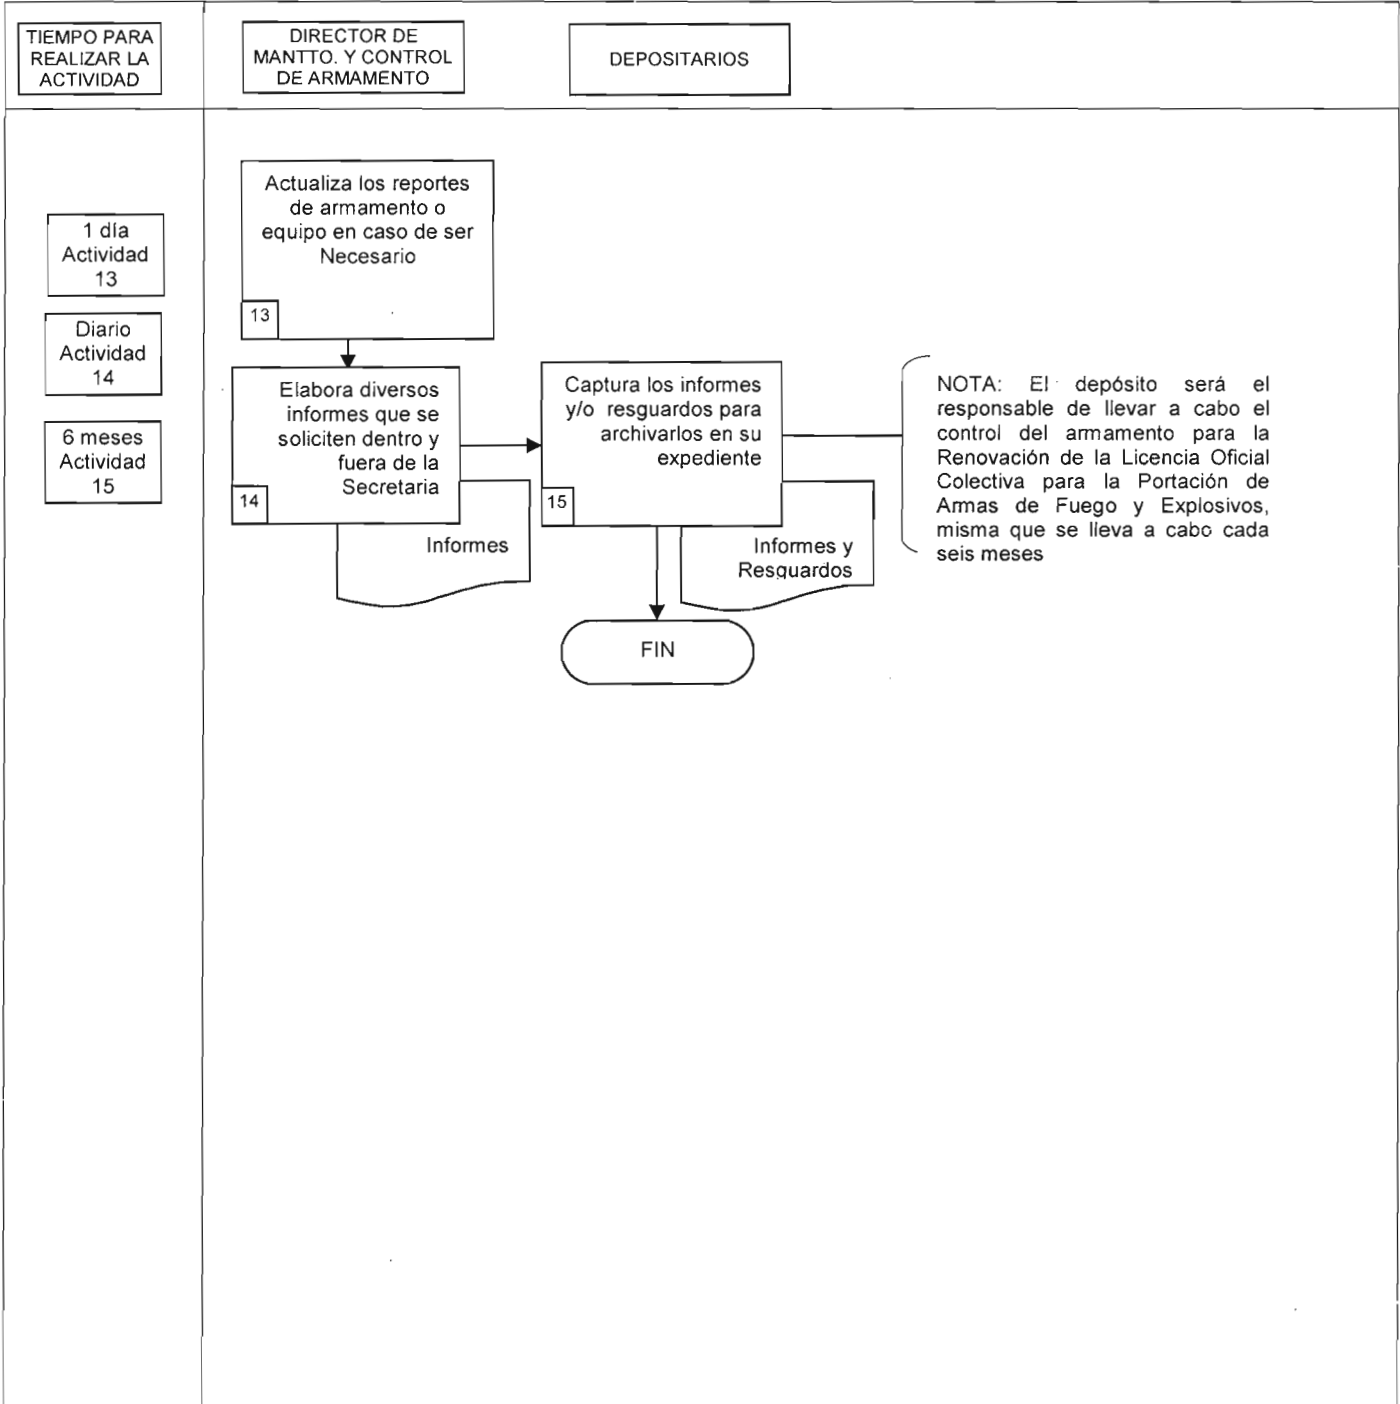 TIEMPO PARA
REALIZAR LA
ACTIVIDAD
DIRECTOR DE
MANTTO. Y CONTROL
DE ARMAMENTO
DEPOSITARIOS
1 día
Actividad
13
Diario
Actividad
14
6 meses
Actividad
15
Actualiza los reportes
de armamento o
equipo en caso de ser
Necesario
13
Elabora diversos
informes que se
soliciten dentro y
fuera de la
Secretaria
14
Informes
Captura los informes
y/o resguardos para
archivarlos en su
expediente
15
Informes y
Resguardos
FIN
NOTA: El depósito será el
responsable de llevar a cabo el
control del armamento para la
Renovación de la Licencia Oficial
Colectiva para la Portación de
Armas de Fuego y Explosivos,
misma que se lleva a cabo cada
seis meses